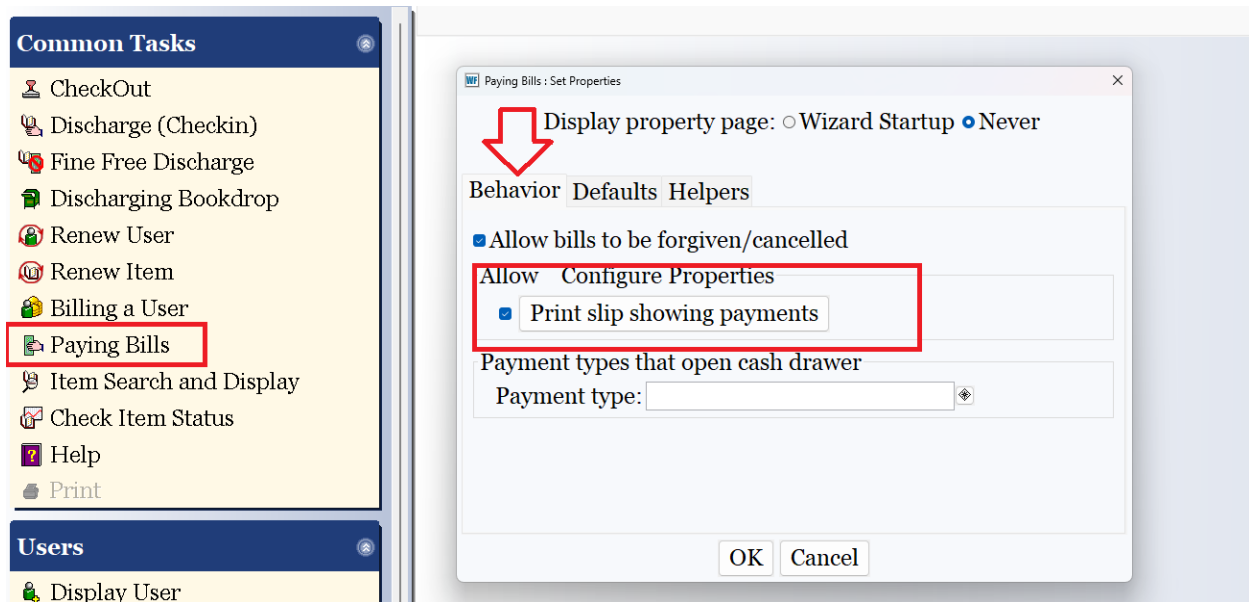 Common Tasks
CheckOut
Discharge (Checkin)
Fine Free Discharge
Discharging Bookdrop
Renew User
Renew Item
Billing a User
Paying Bills
Item Search and Display
Check Item Status
? Help
Print
Users
Display User
WF Paying Bills : Set Properties
Display property page: Wizard Startup Never
Behavior Defaults Helpers
Allow bills to be forgiven/cancelled
Allow Configure Properties
Print slip showing payments
Payment types that open cash drawer
Payment type:
OK Cancel